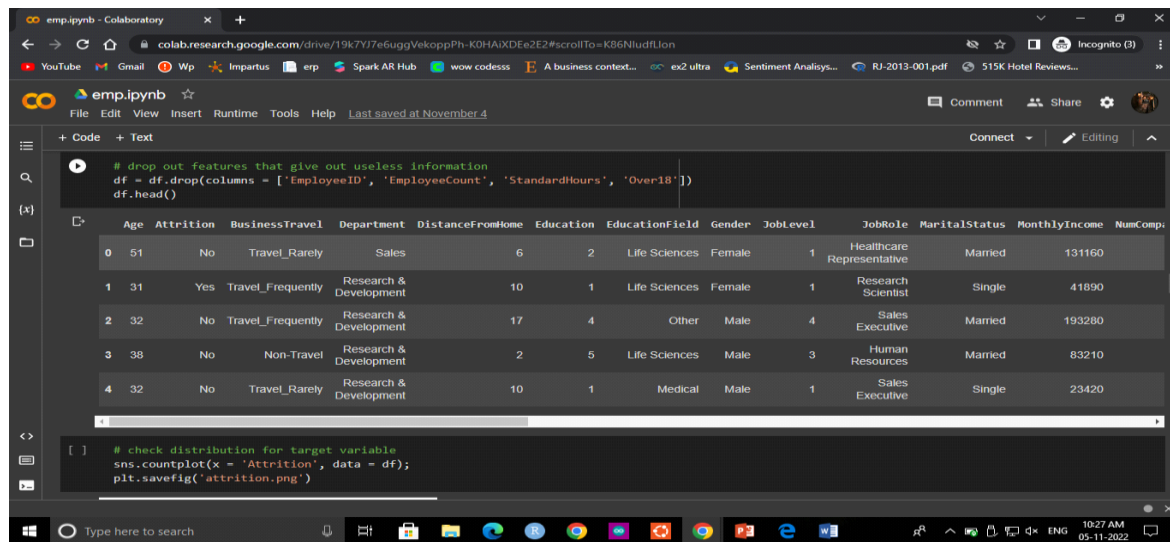 emp.ipynb - Colaboratory
colab.research.google.com/drive/19k7YJ7e6uggVekoppPh-K0HAiXDEe2E2#scrollTo=K86NIudfLIon
Incognito (3)
YouTube Gmail Wp Impartus erp Spark AR Hub wow codesss A business context... ex2 ultra Sentiment Analisys... RJ-2013-001.pdf 515K Hotel Reviews... »
emp.ipynb
Comment Share
File Edit View Insert Runtime Tools Help Last saved at November 4
+ Code + Text
Connect Editing
# drop out features that give out useless information
df = df.drop(columns = ['EmployeeID', 'EmployeeCount', 'StandardHours', 'Over18'])
df.head()
Age Attrition BusinessTravel Department DistanceFromHome Education EducationField Gender JobLevel JobRole MaritalStatus MonthlyIncome NumComp
0 51 No Travel_Rarely Sales 6 2 Life Sciences Female 1 Healthcare Representative Married 131160
1 31 Yes Travel_Frequently Research & Development 10 1 Life Sciences Female 1 Research Scientist Single 41890
2 32 No Travel_Frequently Research & Development 17 4 Other Male 4 Sales Executive Married 193280
3 38 No Non-Travel Research & Development 2 5 Life Sciences Male 3 Human Resources Married 83210
4 32 No Travel_Rarely Research & Development 10 1 Medical Male 1 Sales Executive Single 23420
[ ]
# check distribution for target variable
sns.countplot(x = 'Attrition', data = df);
plt.savefig('attrition.png')
Type here to search
ENG
10:27 AM
05-11-2022